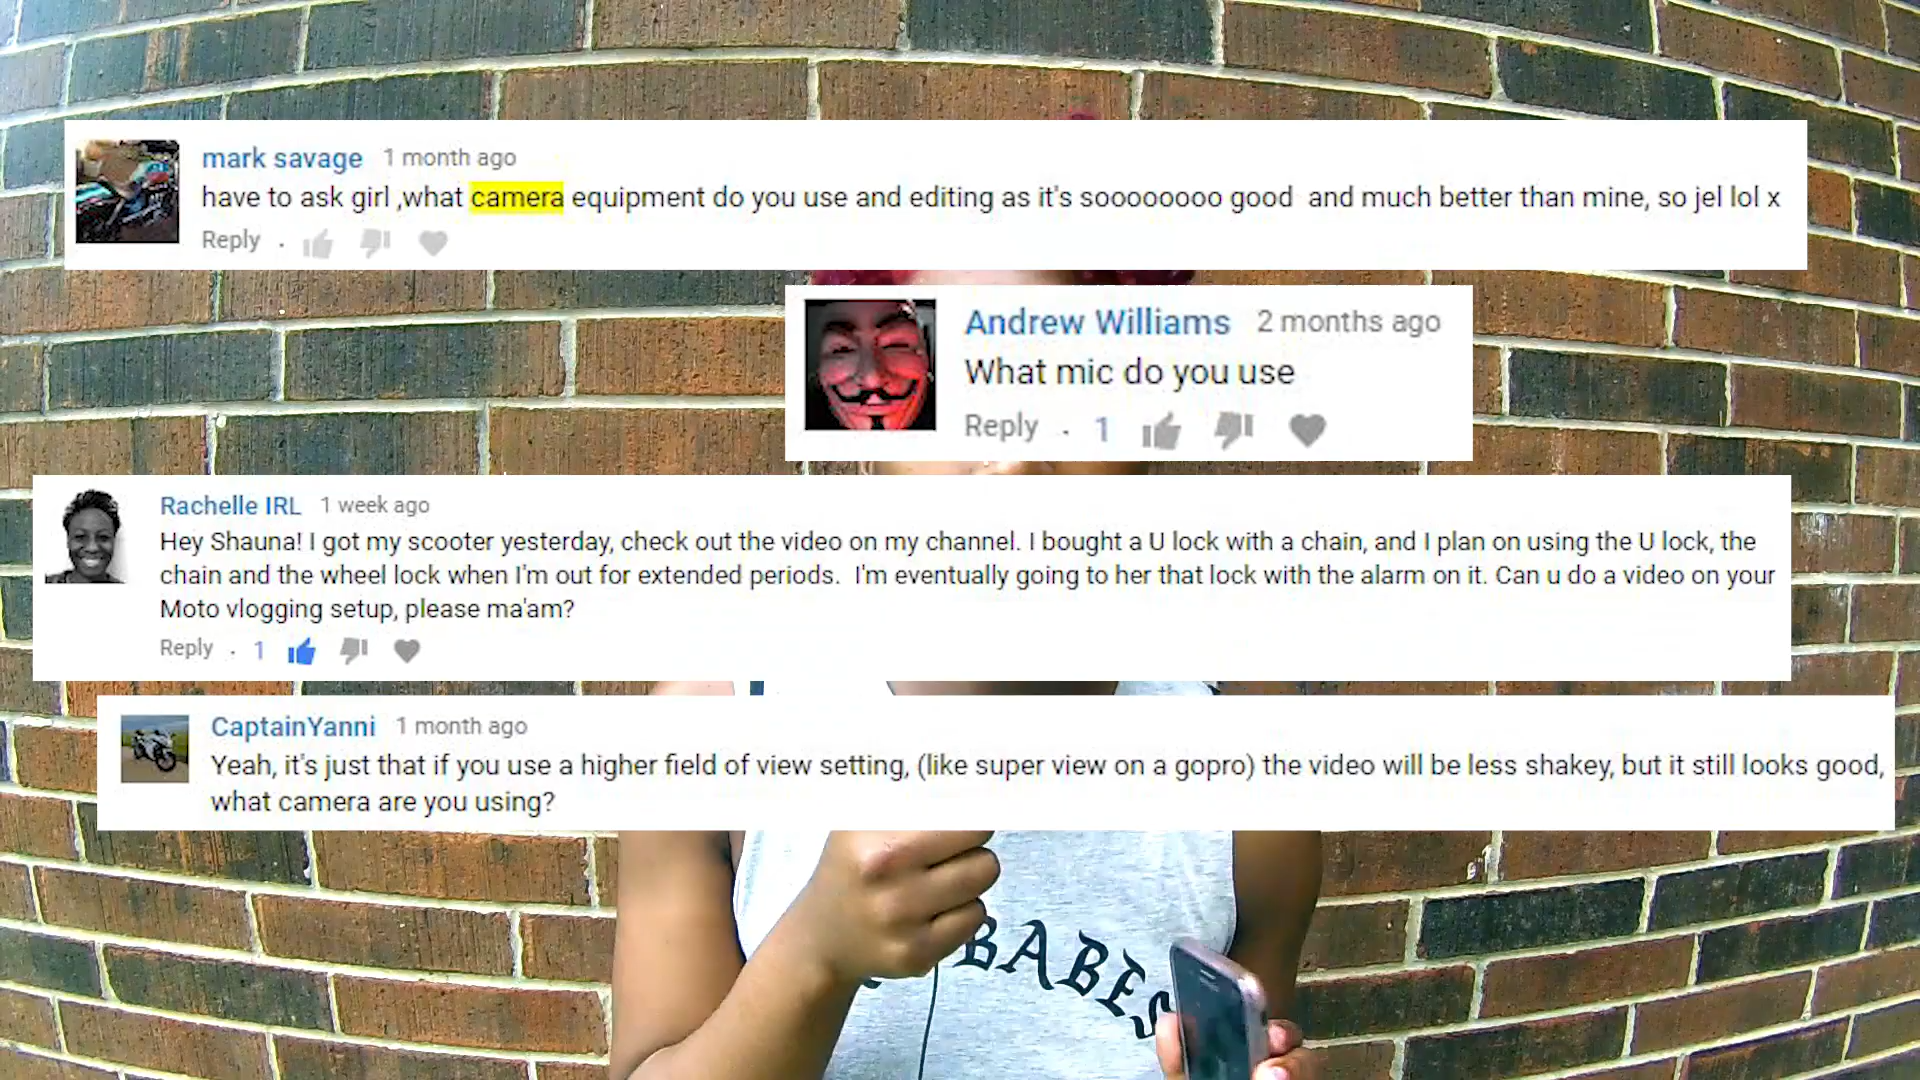 mark savage 1 month ago
have to ask girl ,what camera equipment do you use and editing as it's soooooooo good and much better than mine, so jel lol x
Reply .
Andrew Williams 2 months ago
What mic do you use
Reply . 1
Rachelle IRL 1 week ago
Hey Shauna! I got my scooter yesterday, check out the video on my channel. I bought a U lock with a chain, and I plan on using the U lock, the
chain and the wheel lock when I'm out for extended periods. I'm eventually going to her that lock with the alarm on it. Can u do a video on your
Moto vlogging setup, please ma'am?
Reply . 1
CaptainYanni 1 month ago
Yeah, it's just that if you use a higher field of view setting, (like super view on a gopro) the video will be less shakey, but it still looks good,
what camera are you using?
BABES